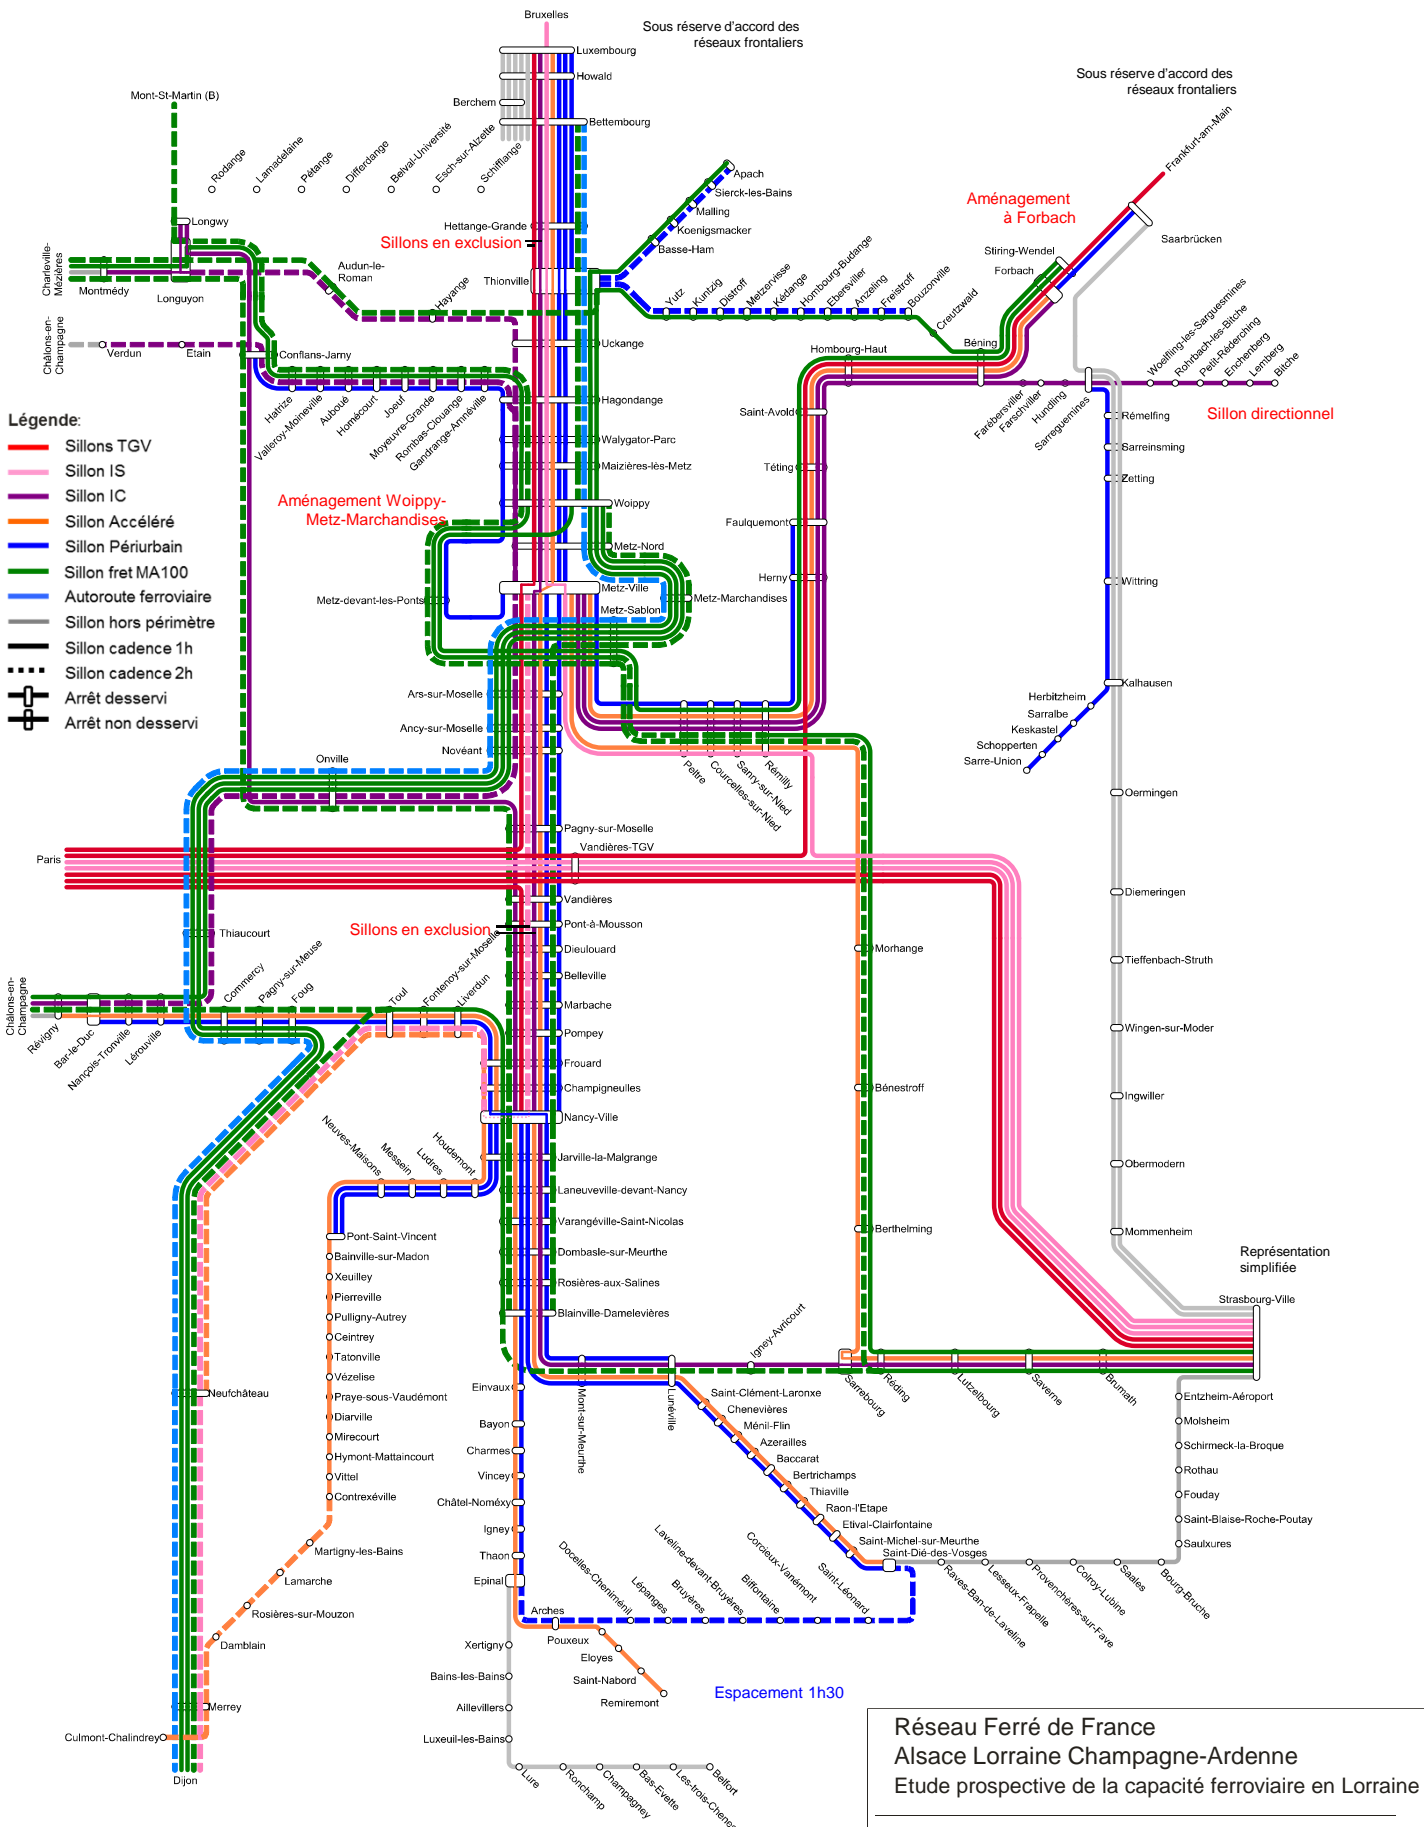 Bruxelles
Sous réserve d'accord des
réseaux frontaliers
Luxembourg
Howald
Berchem
Bettembourg
Sous réserve d'accord des
réseaux frontaliers
Mont-St-Martin (B)
Rodange
Lamadelaine
Pétange
Differdange
Belval-Université
Esch-sur-Alzette
Schifflange
Frankfurt-am-Main
Apach
Sierck-les-Bains
Malling
Koenigsmacker
Basse-Ham
Aménagement
à Forbach
Longwy
Hettange-Grande
Sillons en exclusion
Saarbrücken
Stiring-Wendel
Forbach
Charleville-
Mézières
Montmédy
Longuyon
Audun-le-
Roman
Hayange
Thionville
Yutz
Kuntzig
Distroff
Metzervisse
Kédange
Hombourg-Budange
Ebersviller
Anzeling
Freistroff
Bouzonville
Creutzwald
Châlons-en-
Champagne
Verdun
Etain
Conflans-Jarny
Uckange
Hombourg-Haut
Béning
Woelfling-les-Sarguesmines
Rohrbach-les-Bitche
Petit-Réderching
Enchenberg
Lemberg
Bitche
Hatrize
Valleroy-Moineville
Auboué
Homécourt
Joeuf
Moyeuvre-Grande
Rombas-Clouange
Gandrange-Amnéville
Hagondange
Farébersviller
Farschviller
Hundling
Sarreguemines
Sillon directionnel
Légende:
Sillons TGV
Sillon IS
Sillon IC
Sillon Accéléré
Sillon Périurbain
Sillon fret MA100
Autoroute ferroviaire
Sillon hors périmètre
Sillon cadence 1h
Sillon cadence 2h
Arrêt desservi
Arrêt non desservi
Saint-Avold
Rémelfing
Walygator-Parc
Sarreinsming
Maizières-lès-Metz
Téting
Zetting
Aménagement Woippy-
Metz-Marchandises
Woippy
Faulquemont
Metz-Nord
Herny
Wittring
Metz-Ville
Metz-devant-les-Ponts
Metz-Marchandises
Metz-Sablon
Kalhausen
Ars-sur-Moselle
Herbitzheim
Sarralbe
Keskastel
Schopperten
Sarre-Union
Ancy-sur-Moselle
Novéant
Onville
Peltre
Courcelles-sur-Nied
Sanry-sur-Nied
Rémilly
Oermingen
Pagny-sur-Moselle
Vandières-TGV
Paris
Diemeringen
Vandières
Sillons en exclusion
Pont-à-Mousson
Thiaucourt
Dieulouard
Morhange
Tieffenbach-Struth
Belleville
Châlons-en-
Champagne
Révigny
Bar-le-Duc
Nançois-Tronville
Lérouville
Commercy
Pagny-sur-Meuse
Foug
Toul
Fontenoy-sur-Moselle
Liverdun
Marbache
Pompey
Wingen-sur-Moder
Frouard
Champigneulles
Bénestroff
Ingwiller
Nancy-Ville
Neuves-Maisons
Messein
Ludres
Houdemont
Jarville-la-Malgrange
Obermodern
Laneuveville-devant-Nancy
Varangéville-Saint-Nicolas
Berthelming
Mommenheim
Pont-Saint-Vincent
Bainville-sur-Madon
Xeuilley
Pierreville
Pulligny-Autrey
Ceintrey
Tatonville
Vézelise
Praye-sous-Vaudémont
Diarville
Mirecourt
Hymont-Mattaincourt
Vittel
Contrexéville
Martigny-les-Bains
Lamarche
Rosières-sur-Mouzon
Damblain
Dombasle-sur-Meurthe
Rosières-aux-Salines
Blainville-Damelevières
Représentation
simplifiée
Strasbourg-Ville
Igney-Avricourt
Neufchâteau
Einvaux
Mont-sur-Meurthe
Lunéville
Sarrebourg
Réding
Lutzelbourg
Saverne
Brumath
Entzheim-Aéroport
Molsheim
Schirmeck-la-Broque
Rothau
Fouday
Saint-Blaise-Roche-Poutay
Saulxures
Bayon
Charmes
Vincey
Châtel-Noméxy
Igney
Thaon
Epinal
Saint-Clément-Laronxe
Chenevières
Ménil-Flin
Azerailles
Baccarat
Bertrichamps
Thiaville
Raon-l'Etape
Etival-Clairfontaine
Saint-Michel-sur-Meurthe
Saint-Dié-des-Vosges
Docelles-Cheniménil
Lépanges
Bruyères
Laveline-devant-Bruyères
Biffontaine
Corcieux-Vanémont
Saint-Léonard
Raves-Ban-de-Laveline
Lesseux-Frapelle
Provenchères-sur-Fave
Colroy-Lubine
Saales
Bourg-Bruche
Arches
Pouxeux
Eloyes
Saint-Nabord
Remiremont
Xertigny
Bains-les-Bains
Aillevillers
Luxeuil-les-Bains
Espacement 1h30
Merrey
Culmont-Chalindrey
Dijon
Lure
Ronchamp
Champagney
Bas-Evette
Les-trois-Chenes
Belfort
Réseau Ferré de France
Alsace Lorraine Champagne-Ardenne
Etude prospective de la capacité ferroviaire en Lorraine